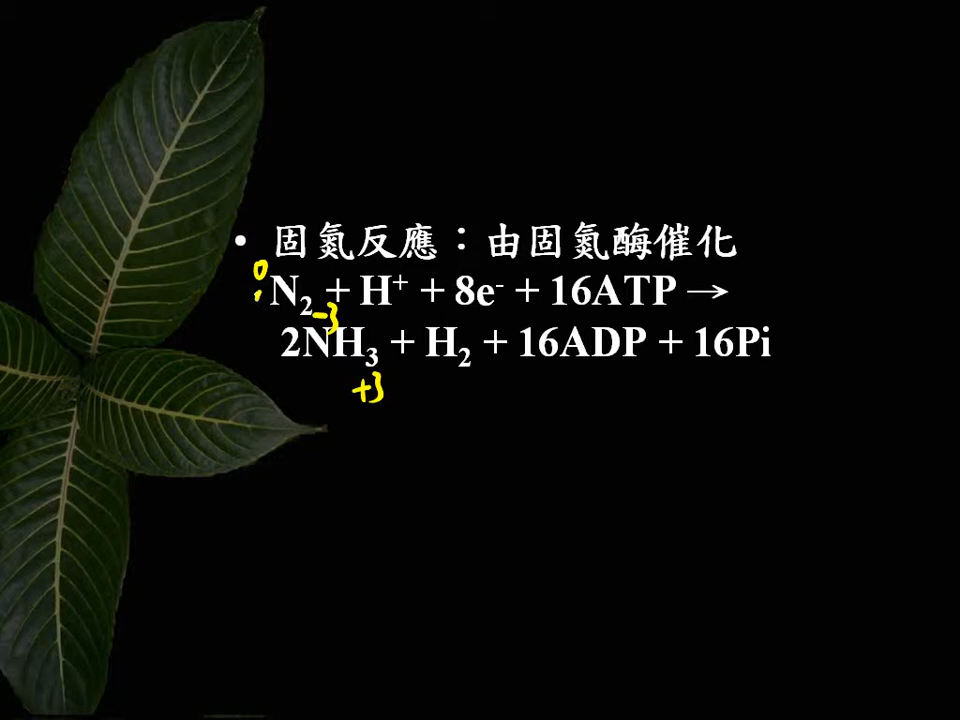 • 固氮反應：由固氮酶催化
0
N₂ + H⁺ + 8e⁻ + 16ATP →
-3
2NH₃ + H₂ + 16ADP + 16Pi
+3